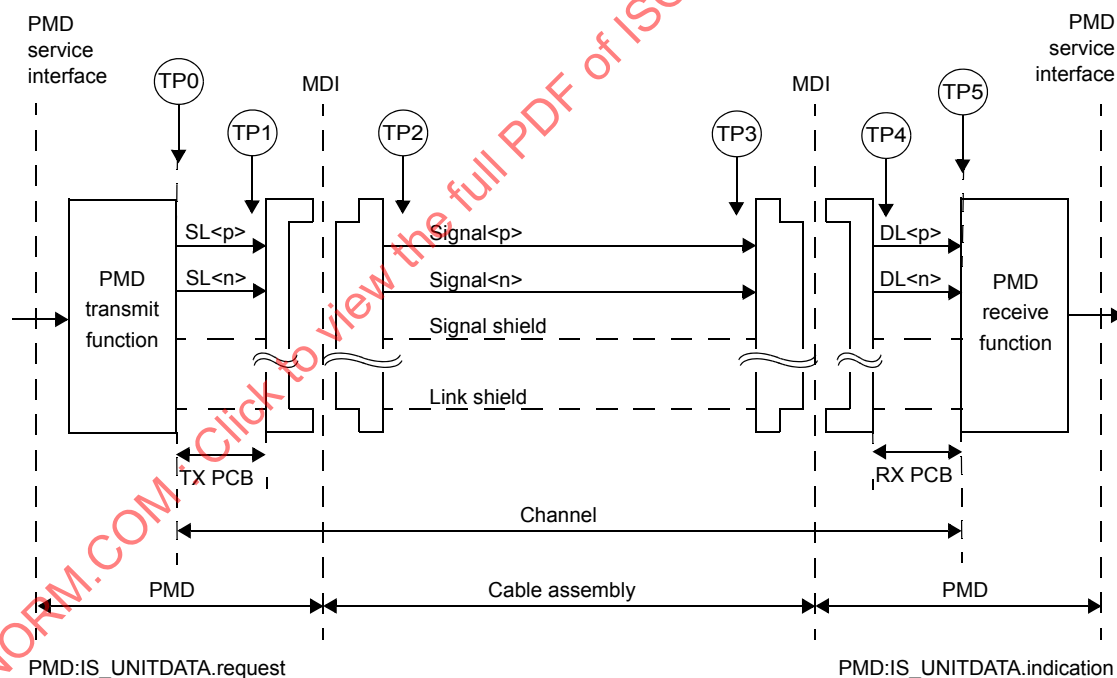 PMD
service
interface
PMD
service
interface
TP0
MDI
MDI
TP5
TP1
TP2
TP3
TP4
SL<p>
Signal<p>
DL<p>
SL<n>
Signal<n>
DL<n>
PMD
transmit
function
Signal shield
PMD
receive
function
Link shield
TX PCB
RX PCB
Channel
PMD
Cable assembly
PMD
PMD:IS_UNITDATA.request
PMD:IS_UNITDATA.indication
NORM.COM : Click to view the full PDF of ISO